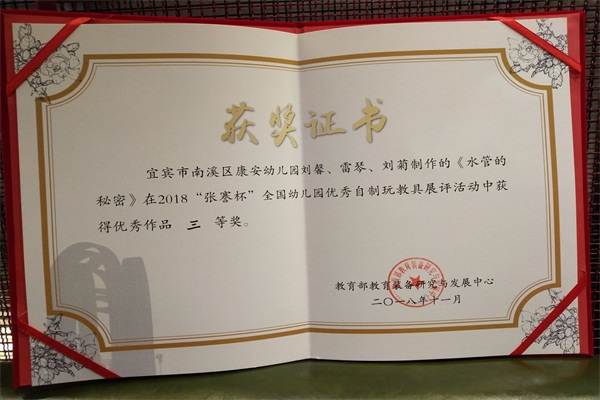 获奖证书
宜宾市南溪区康安幼儿园刘馨、雷琴、刘菊制作的《水管的
秘密》在2018“张謇杯”全国幼儿园优秀自制玩教具展评活动中获
得优秀作品 三 等奖。
教育部教育装备研究与发展中心
二〇一八年十一月